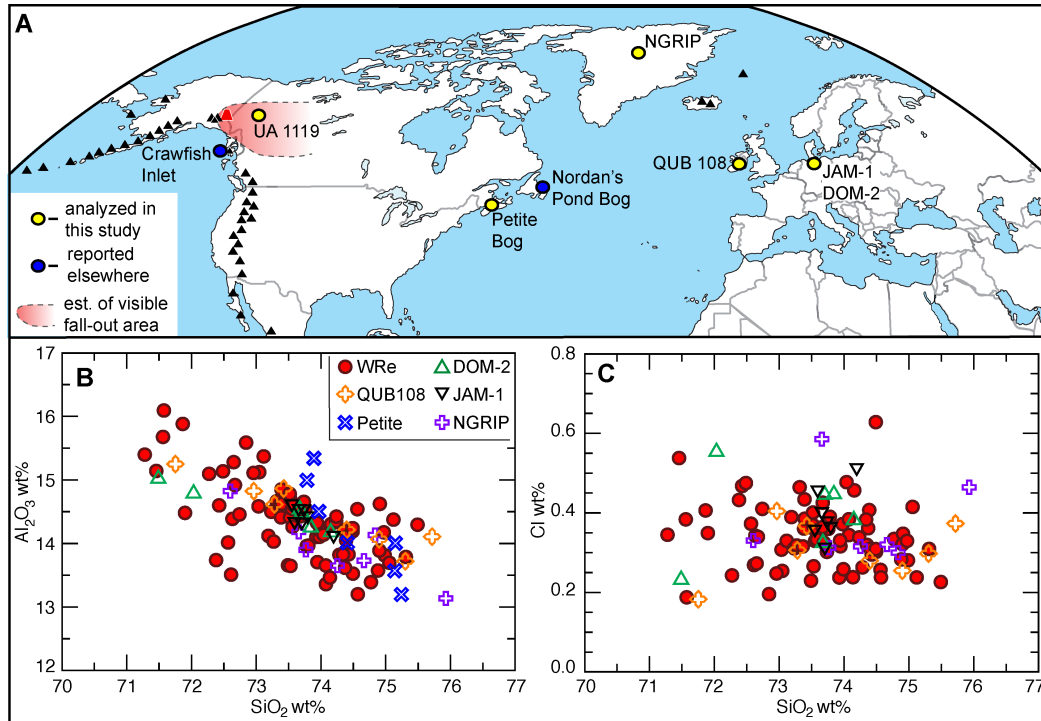 A
NGRIP
UA 1119
Crawfish
Inlet
QUB 108
JAM-1
DOM-2
Nordan's
Pond Bog
Petite
Bog
analyzed in
this study
reported
elsewhere
est. of visible
fall-out area
B
WRe
DOM-2
QUB108
JAM-1
Petite
NGRIP
17
16
15
14
13
12
Al2O3 wt%
70
71
72
73
74
75
76
77
SiO2 wt%
C
0.8
0.6
0.4
0.2
0.0
Cl wt%
70
71
72
73
74
75
76
77
SiO2 wt%